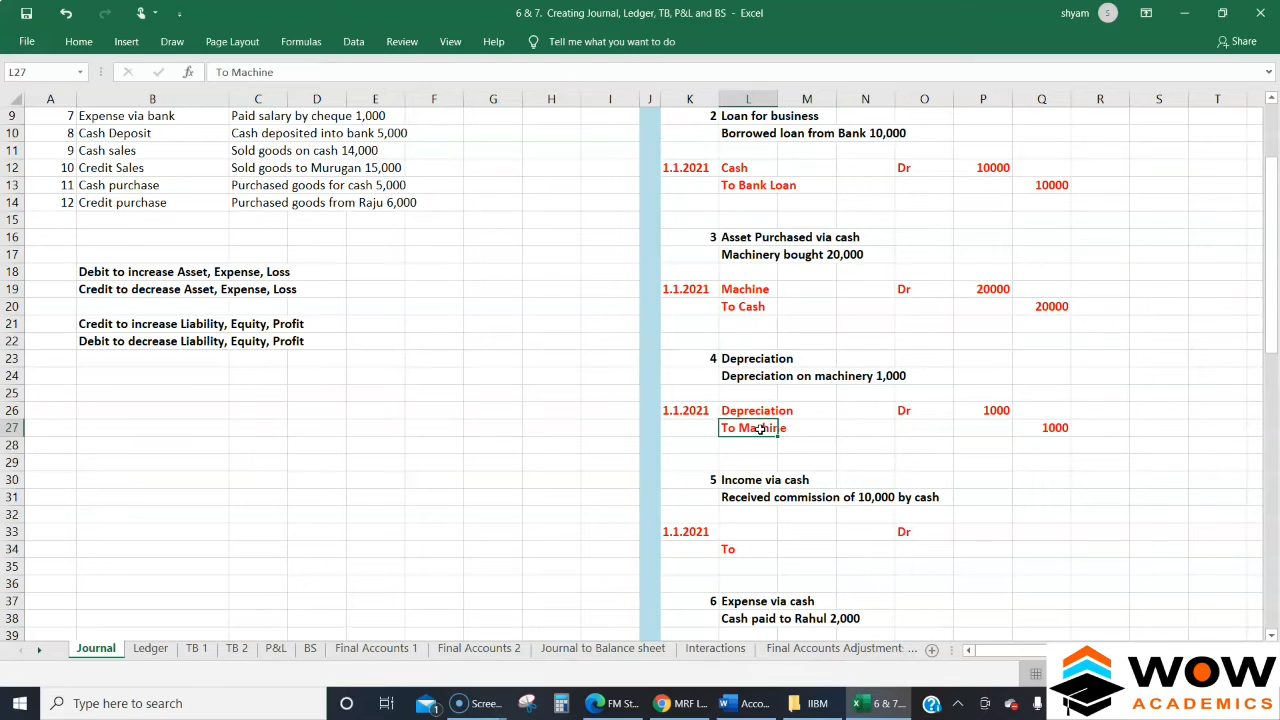 6 & 7. Creating Journal, Ledger, TB, P&L and BS - Excel
shyam
S
File Home Insert Draw Page Layout Formulas Data Review View Help Tell me what you want to do Share
L27 fx To Machine
A B C D E F G H I J K L M N O P Q R S T
9 7 Expense via bank Paid salary by cheque 1,000 2 Loan for business
10 8 Cash Deposit Cash deposited into bank 5,000 Borrowed loan from Bank 10,000
11 9 Cash sales Sold goods on cash 14,000
12 10 Credit Sales Sold goods to Murugan 15,000 1.1.2021 Cash Dr 10000
13 11 Cash purchase Purchased goods for cash 5,000 To Bank Loan 10000
14 12 Credit purchase Purchased goods from Raju 6,000
15
16 3 Asset Purchased via cash
17 Machinery bought 20,000
18 Debit to increase Asset, Expense, Loss
19 Credit to decrease Asset, Expense, Loss 1.1.2021 Machine Dr 20000
20 To Cash 20000
21 Credit to increase Liability, Equity, Profit
22 Debit to decrease Liability, Equity, Profit
23 4 Depreciation
24 Depreciation on machinery 1,000
25
26 1.1.2021 Depreciation Dr 1000
27 To Machine 1000
28
29
30 5 Income via cash
31 Received commission of 10,000 by cash
32
33 1.1.2021 Dr
34 To
35
36
37 6 Expense via cash
38 Cash paid to Rahul 2,000
39
Journal Ledger TB 1 TB 2 P&L BS Final Accounts 1 Final Accounts 2 Journal to Balance sheet Interactions Final Accounts Adjustment: ...
WOW
ACADEMICS
Type here to search 1 Scree... FM St... MRF L... Acco... IIBM 6 & 7...